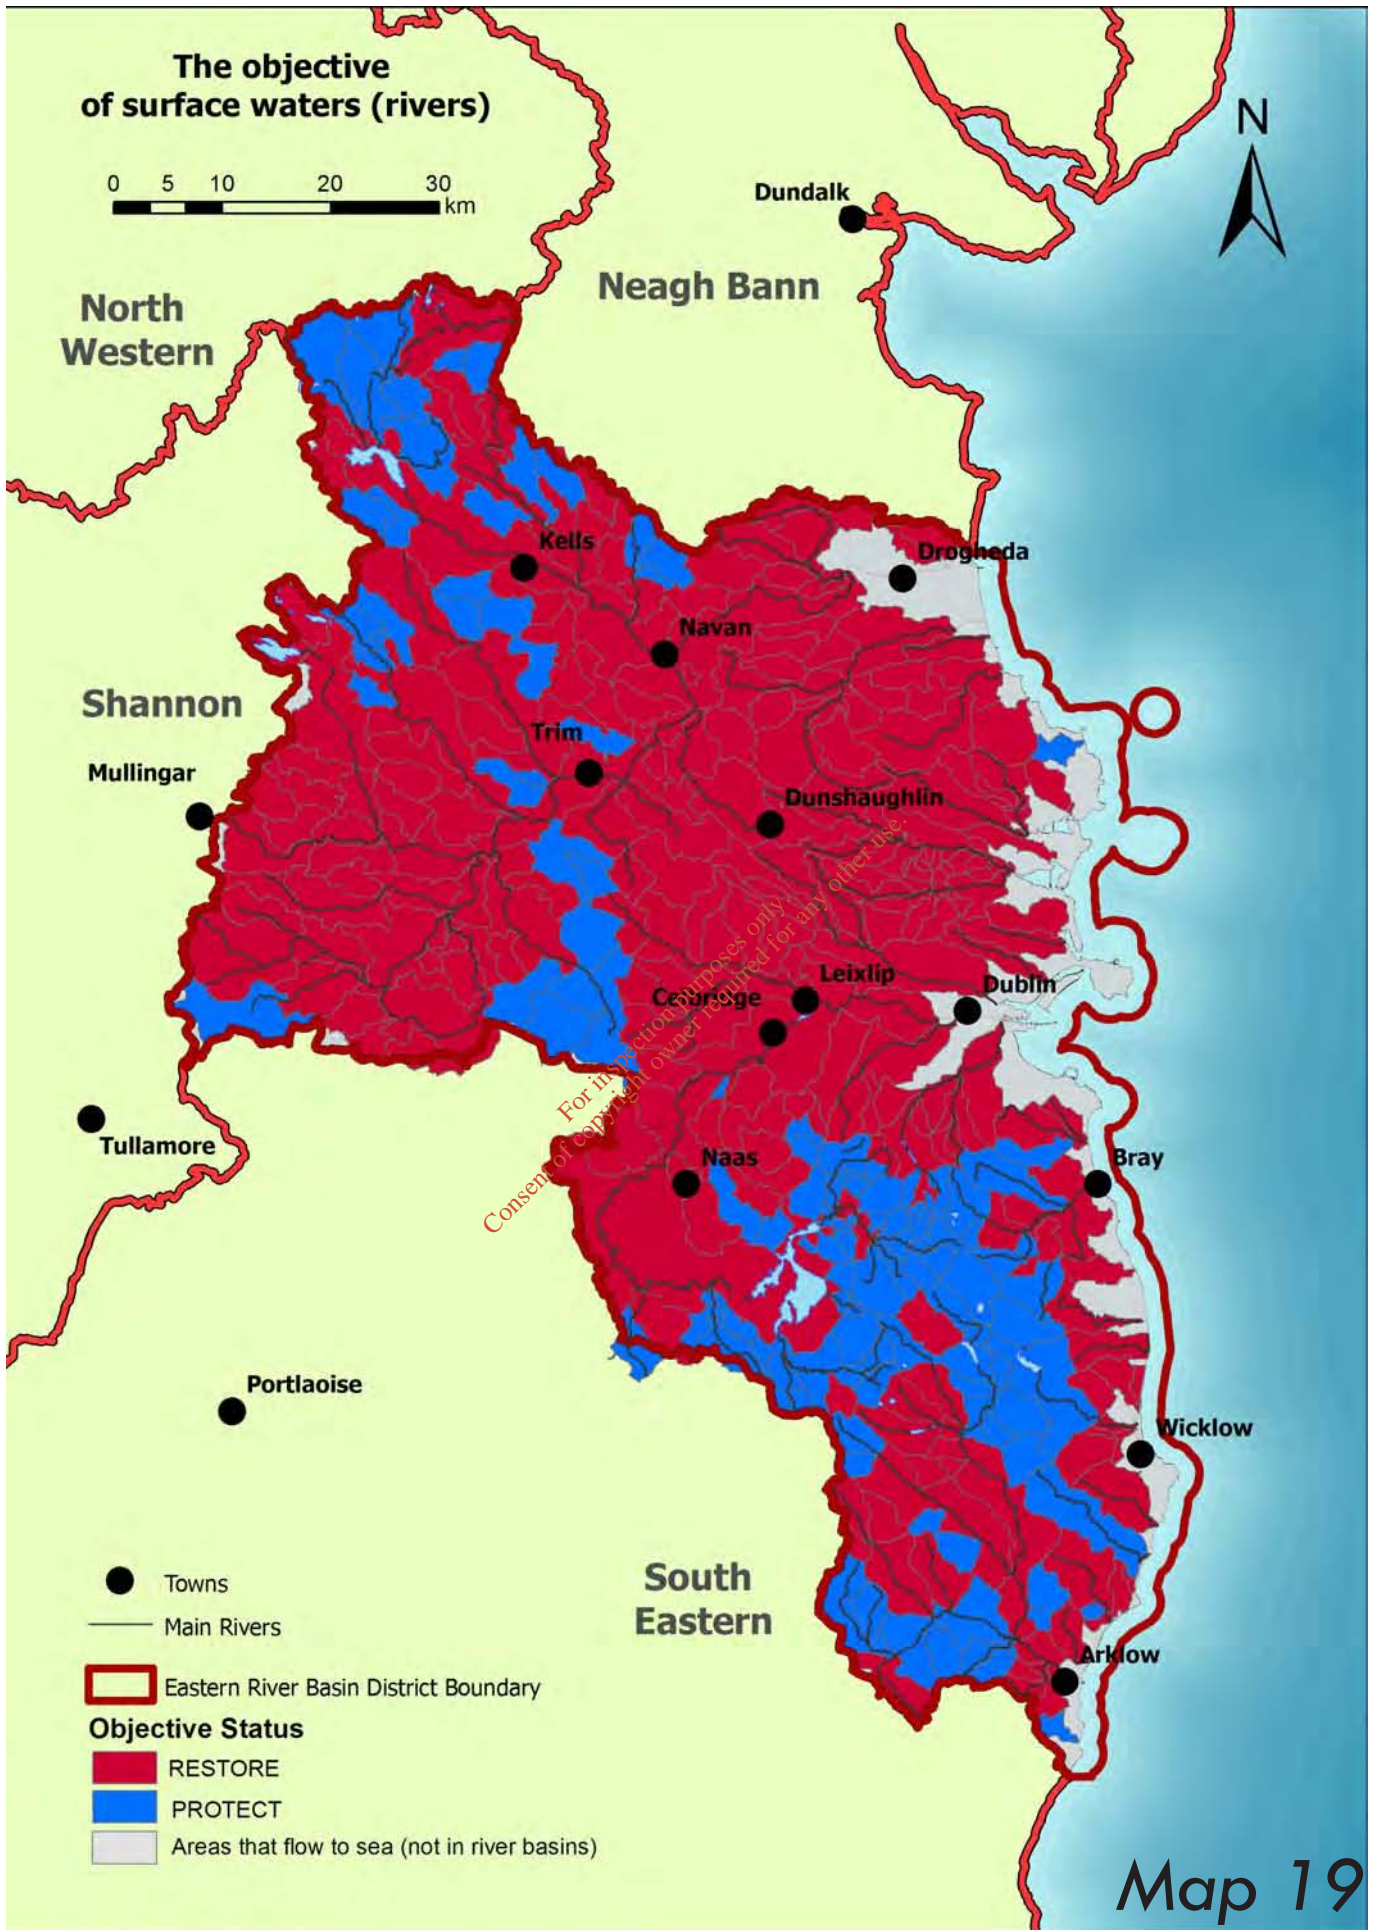 The objective
of surface waters (rivers)
0 5 10 20 30
km
N
Dundalk
Neagh Bann
North
Western
Kells
Drogheda
Navan
Shannon
Trim
Mullingar
Dunshaughlin
Leixlip
Celbridge
Dublin
For inspection purposes only.
Consent of copyright owner required for any other use.
Tullamore
Naas
Bray
Portlaoise
Wicklow
South
Eastern
Arklow
Towns
Main Rivers
Eastern River Basin District Boundary
Objective Status
RESTORE
PROTECT
Areas that flow to sea (not in river basins)
Map 19